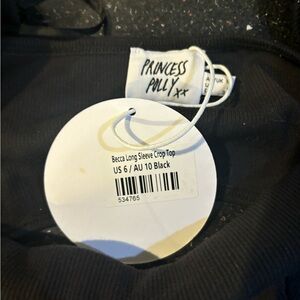 PRINCESS
POLLY xx
Becca Long Sleeve Crop Top
US 6 / AU 10 Black
534765